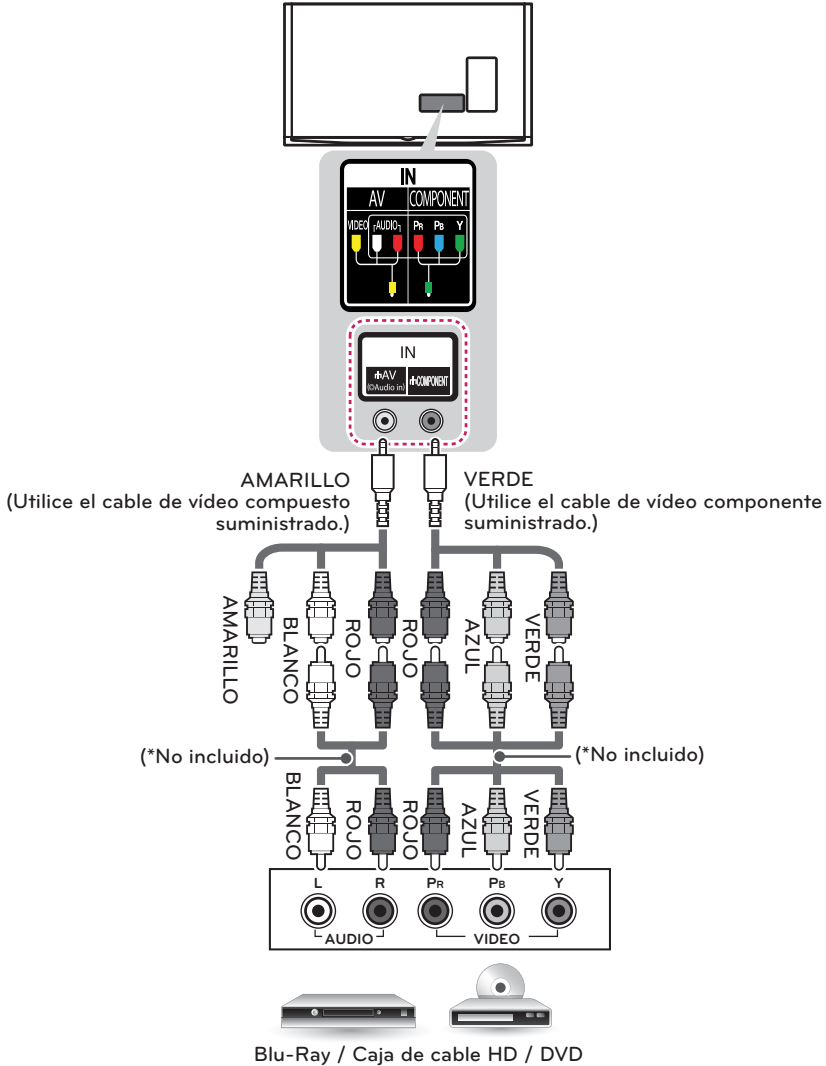 IN
AV COMPONENT
VIDEO AUDIO PR PB Y
IN
AV COMPONENT
(Audio in)
AMARILLO
(Utilice el cable de vídeo compuesto
suministrado.)
VERDE
(Utilice el cable de vídeo componente
suministrado.)
AMARILLO
BLANCO
ROJO
ROJO
AZUL
VERDE
(*No incluido)
(*No incluido)
BLANCO
ROJO
ROJO
AZUL
VERDE
L R PR PB Y
AUDIO VIDEO
Blu-Ray / Caja de cable HD / DVD